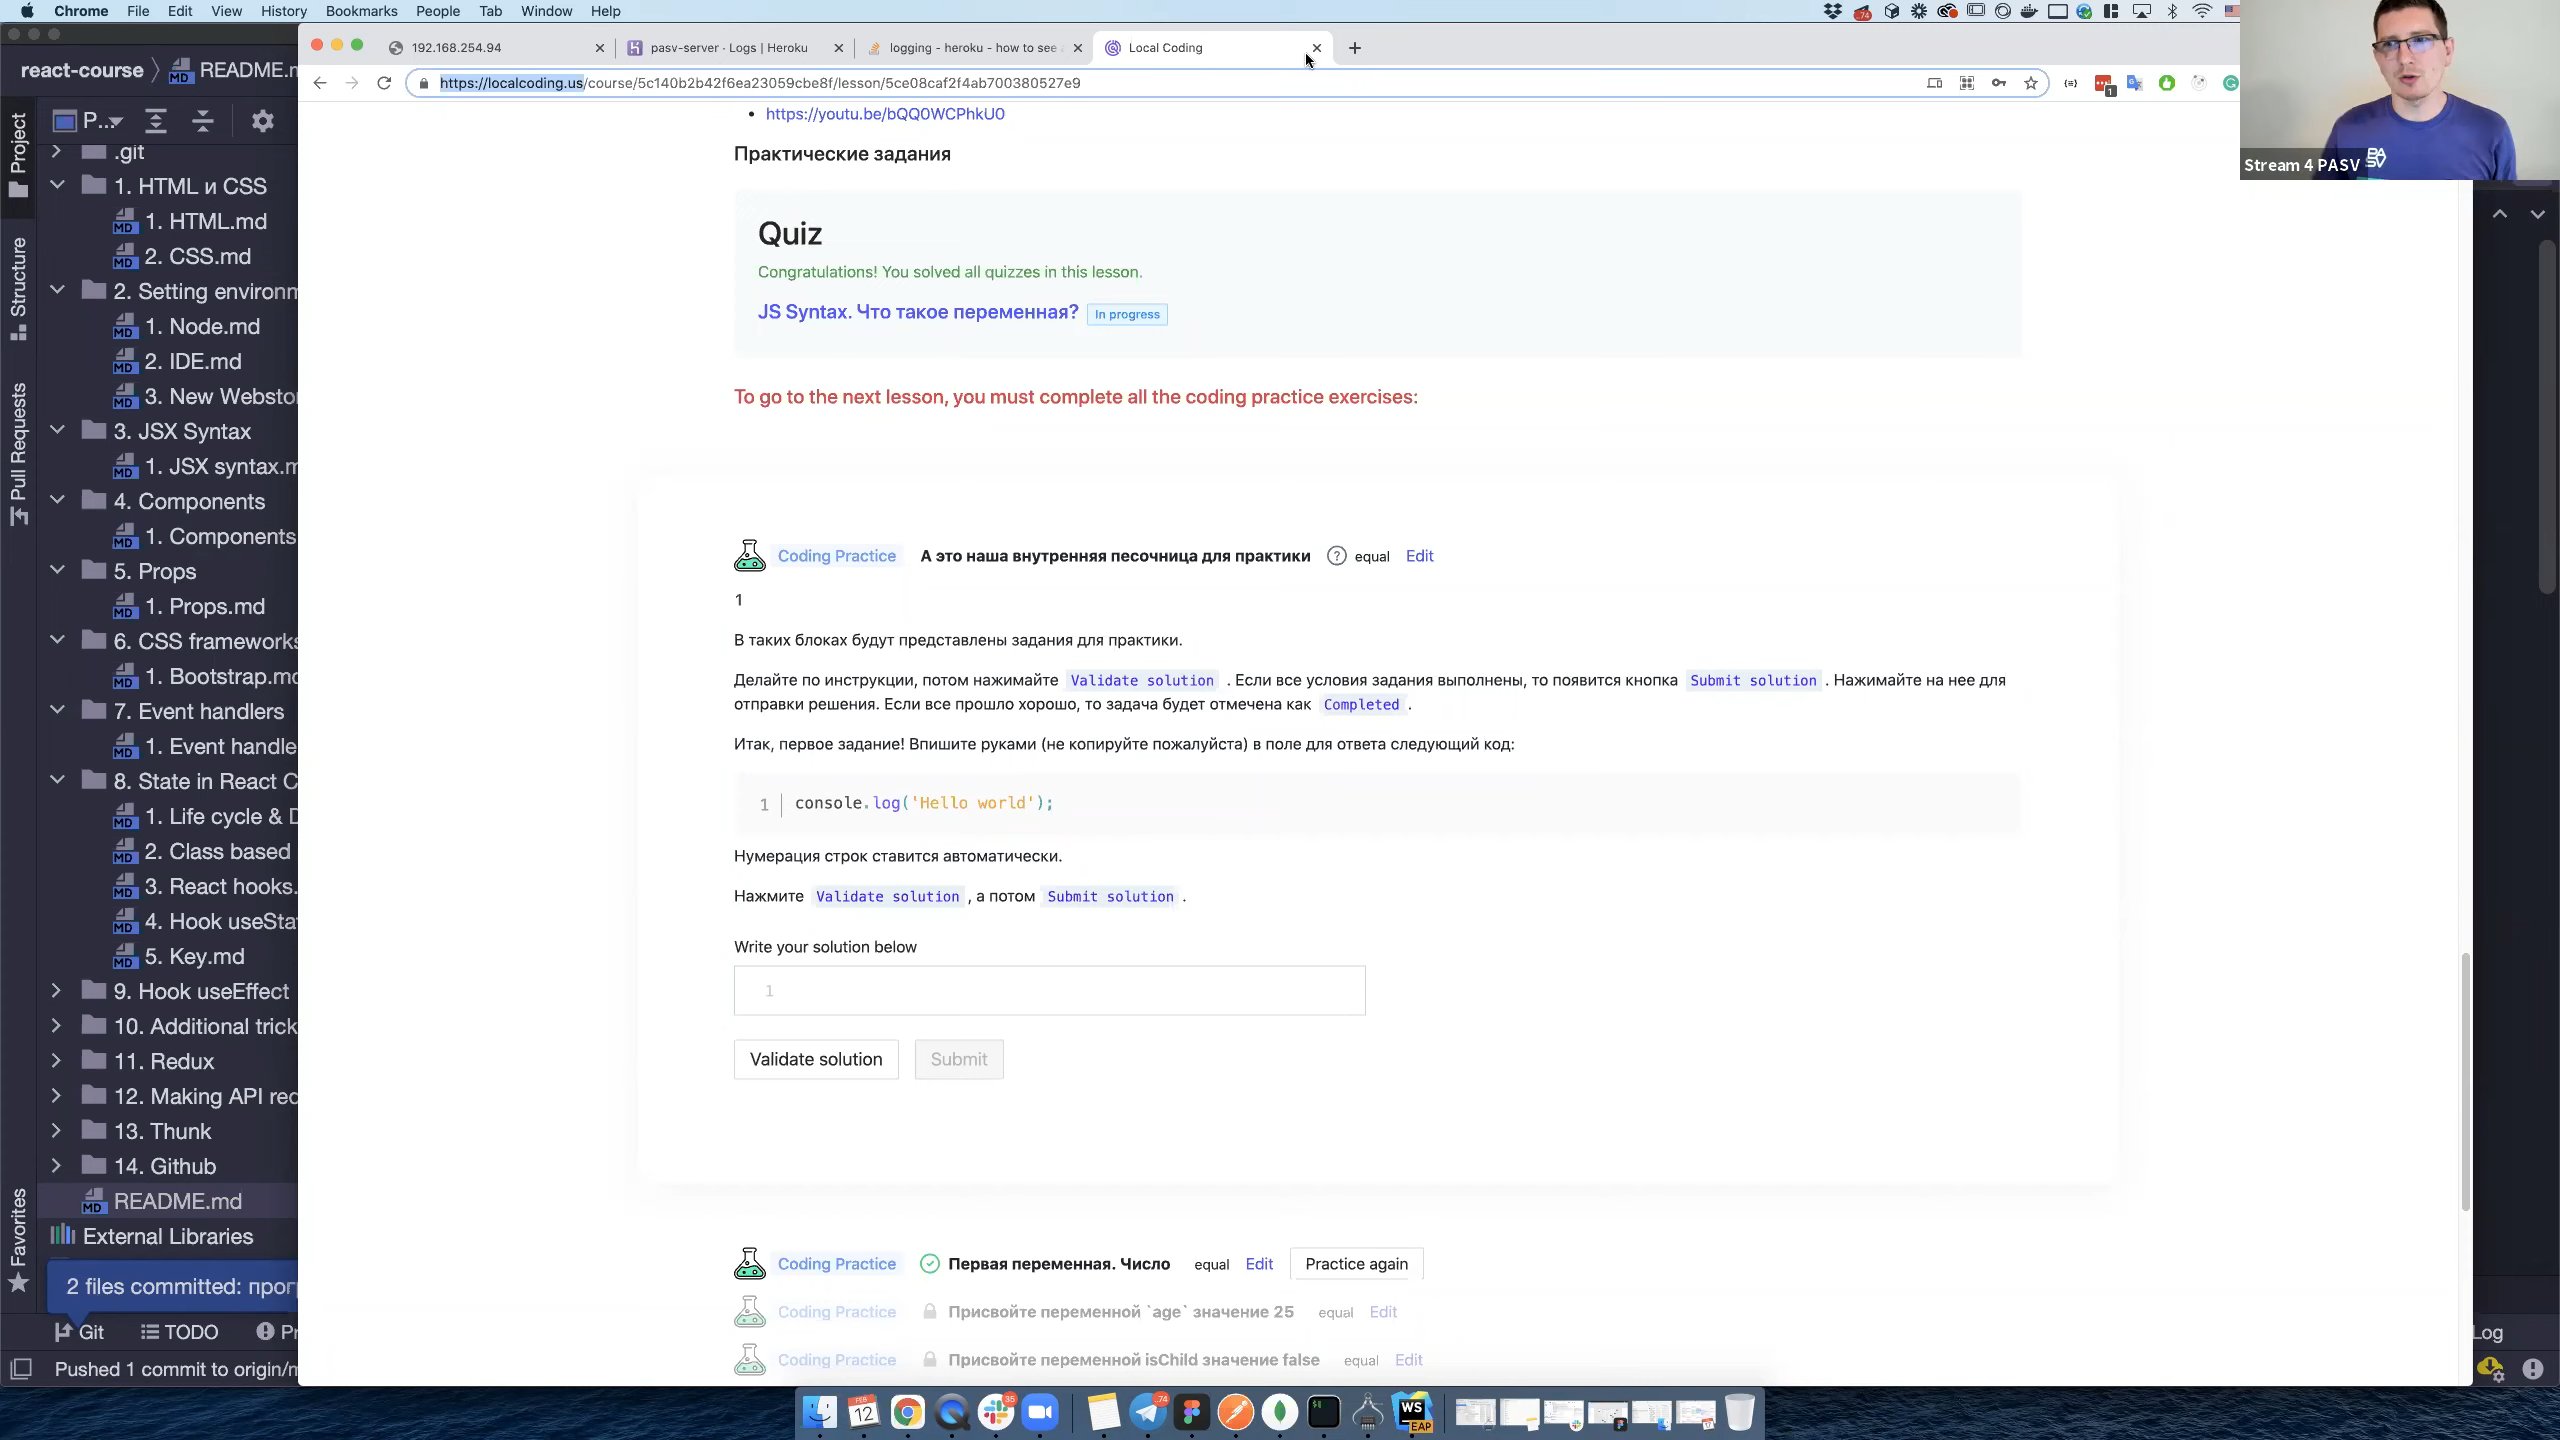 Chrome File Edit View History Bookmarks People Tab Window Help
react-course README.m
192.168.254.94
pasv-server · Logs | Heroku
logging - heroku - how to see
Local Coding
https://localcoding.us/course/5c140b2b42f6ea23059cbe8f/lesson/5ce08caf2f4ab700380527e9
Stream 4 PASV
Project
Structure
Pull Requests
Favorites
P...
.git
1. HTML и CSS
1. HTML.md
2. CSS.md
2. Setting environm
1. Node.md
2. IDE.md
3. New Websto
3. JSX Syntax
1. JSX syntax.m
4. Components
1. Components
5. Props
1. Props.md
6. CSS frameworks
1. Bootstrap.md
7. Event handlers
1. Event handle
8. State in React C
1. Life cycle & D
2. Class based
3. React hooks.
4. Hook useSta
5. Key.md
9. Hook useEffect
10. Additional trick
11. Redux
12. Making API req
13. Thunk
14. Github
README.md
External Libraries
2 files committed: прог
Git TODO Pr
Pushed 1 commit to origin/m
https://youtu.be/bQQ0WCPhkU0
Практические задания
Quiz
Congratulations! You solved all quizzes in this lesson.
JS Syntax. Что такое переменная? In progress
To go to the next lesson, you must complete all the coding practice exercises:
Coding Practice А это наша внутренняя песочница для практики ? equal Edit
1
В таких блоках будут представлены задания для практики.
Делайте по инструкции, потом нажимайте Validate solution . Если все условия задания выполнены, то появится кнопка Submit solution . Нажимайте на нее для
отправки решения. Если все прошло хорошо, то задача будет отмечена как Completed .
Итак, первое задание! Впишите руками (не копируйте пожалуйста) в поле для ответа следующий код:
1 console.log('Hello world');
Нумерация строк ставится автоматически.
Нажмите Validate solution , а потом Submit solution .
Write your solution below
1
Validate solution Submit
Coding Practice Первая переменная. Число equal Edit Practice again
Coding Practice Присвойте переменной `age` значение 25 equal Edit
Coding Practice Присвойте переменной isChild значение false equal Edit
Log
FEB
12
35
74
WS
EAP